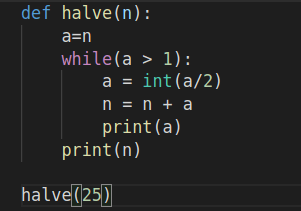 def halve(n):
    a=n
    while(a > 1):
        a = int(a/2)
        n = n + a
        print(a)
    print(n)

halve(25)